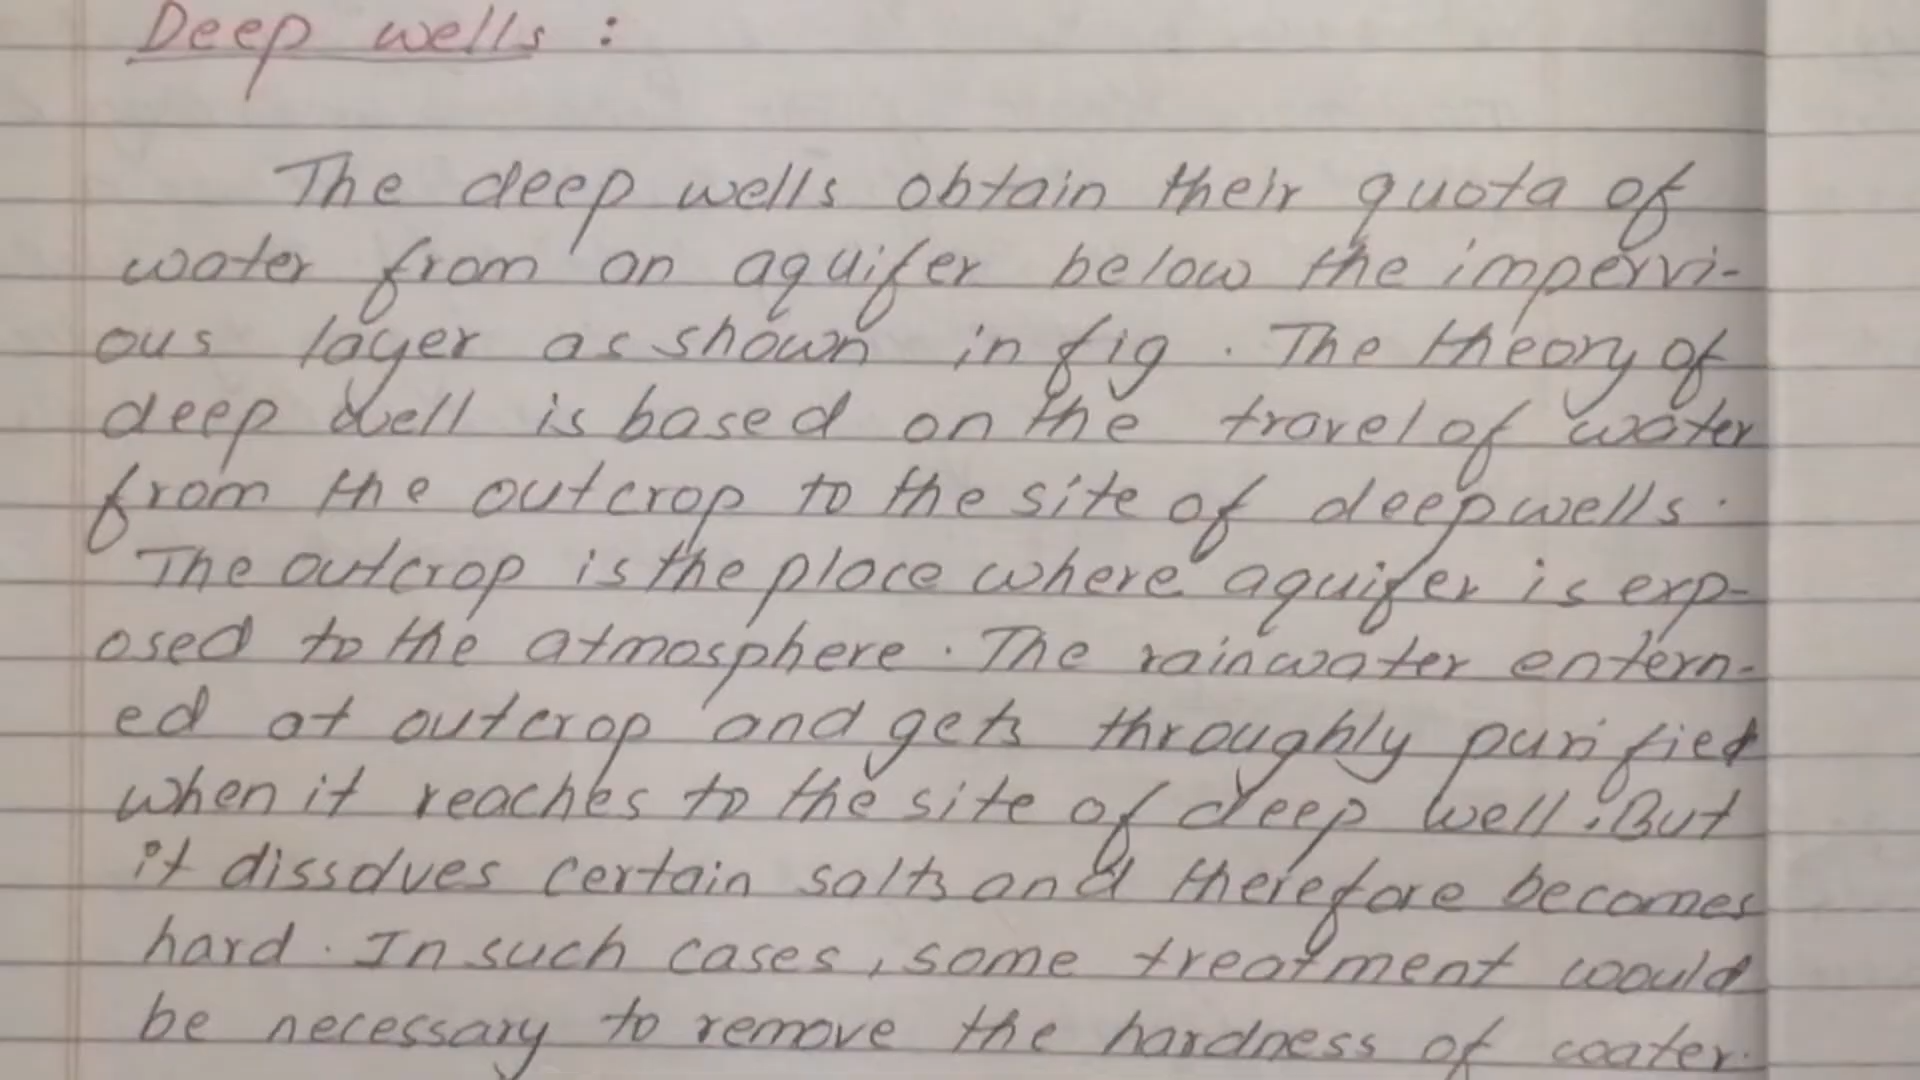 Deep wells :
The deep wells obtain their quota of
water from an aquifer below the impervi-
ous layer as shown in fig . The theory of
deep well is based on the travel of water
from the outcrop to the site of deep wells .
The outcrop is the place where aquifer is exp-
osed to the atmosphere . The rainwater entern-
ed at outcrop and gets throughly purified
when it reaches to the site of deep well . But
it dissolves certain salts and therefore becomes
hard . In such cases , some treatment would
be necessary to remove the hardness of water .